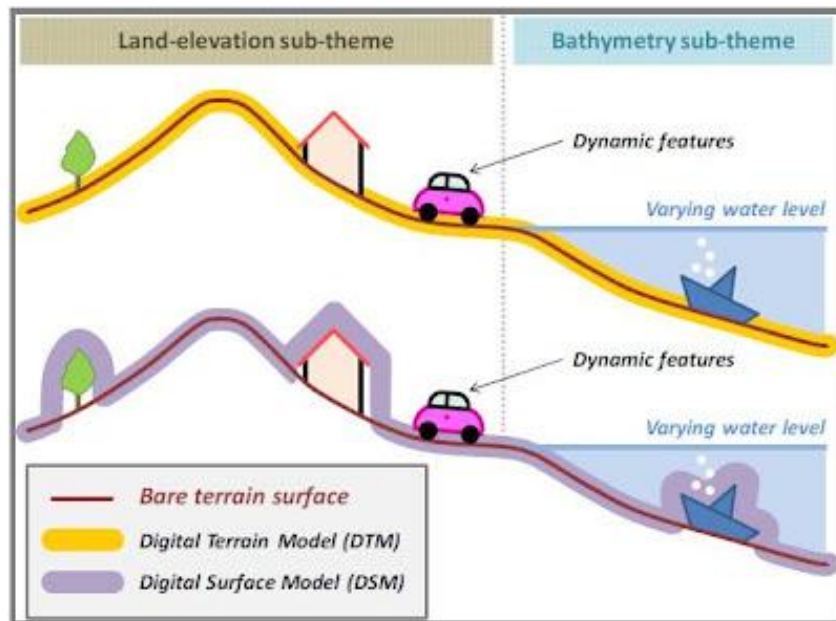 Land-elevation sub-theme
Bathymetry sub-theme
Dynamic features
Varying water level
Dynamic features
Varying water level
Bare terrain surface
Digital Terrain Model (DTM)
Digital Surface Model (DSM)